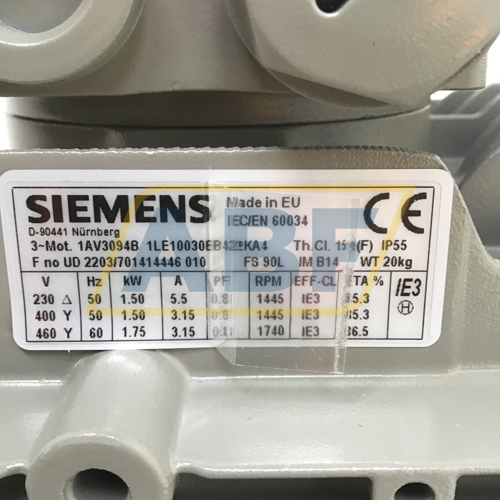 SIEMENS Made in EU CE
D-90441 Nürnberg IEC/EN 60034
3~Mot. 1AV3094B Th.Cl. IP55
F no UD 2203/701414446 010 FS 90L IM B14 WT 20kg
V Hz kW A PF RPM EFF-CL ETA % IE3
230 Δ 50 1.50 5.5 1445 IE3 H
400 Y 50 1.50 3.15 1445 IE3
460 Y 60 1.75 3.15 1740 IE3
ABF